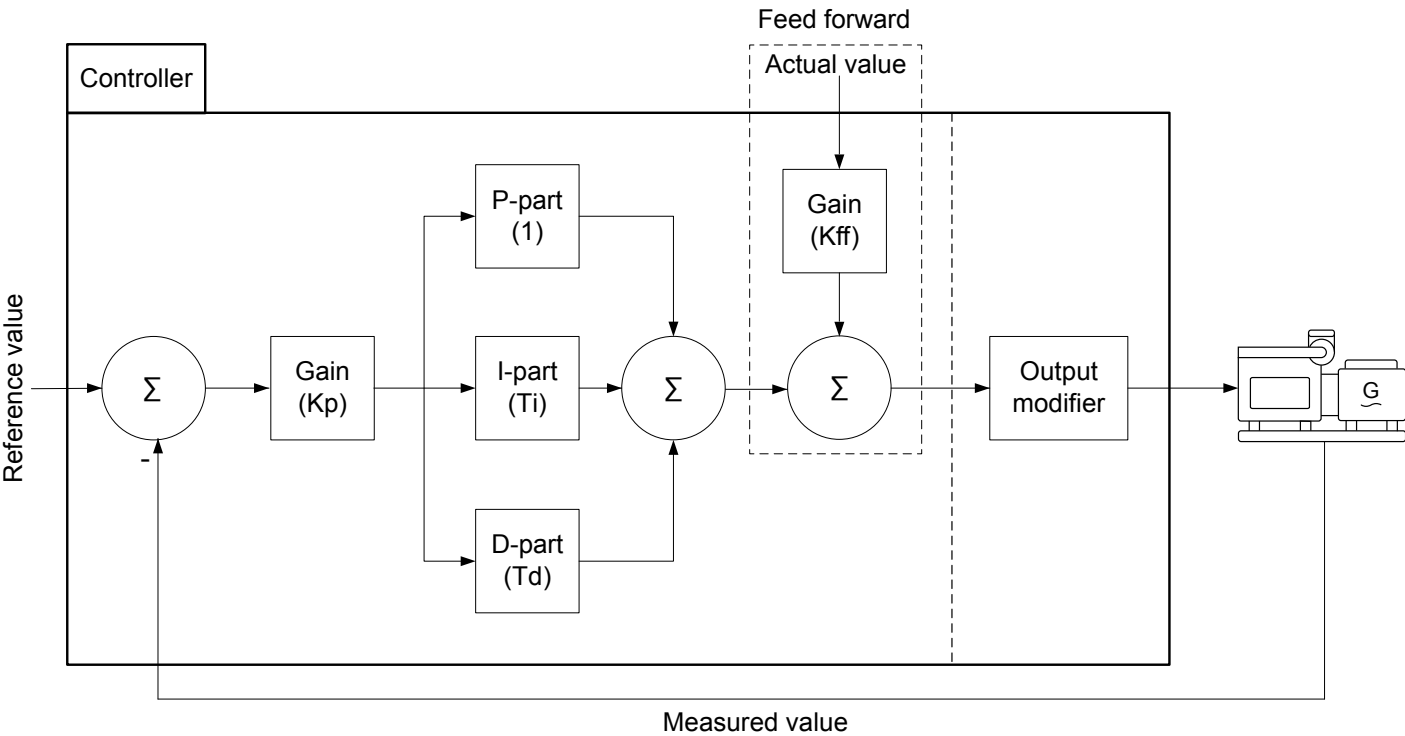 Feed forward
Controller
Actual value
P-part
(1)
Gain
(Kff)
Reference value
Σ
Gain
(Kp)
I-part
(Ti)
Σ
Σ
Output
modifier
G
-
D-part
(Td)
Measured value